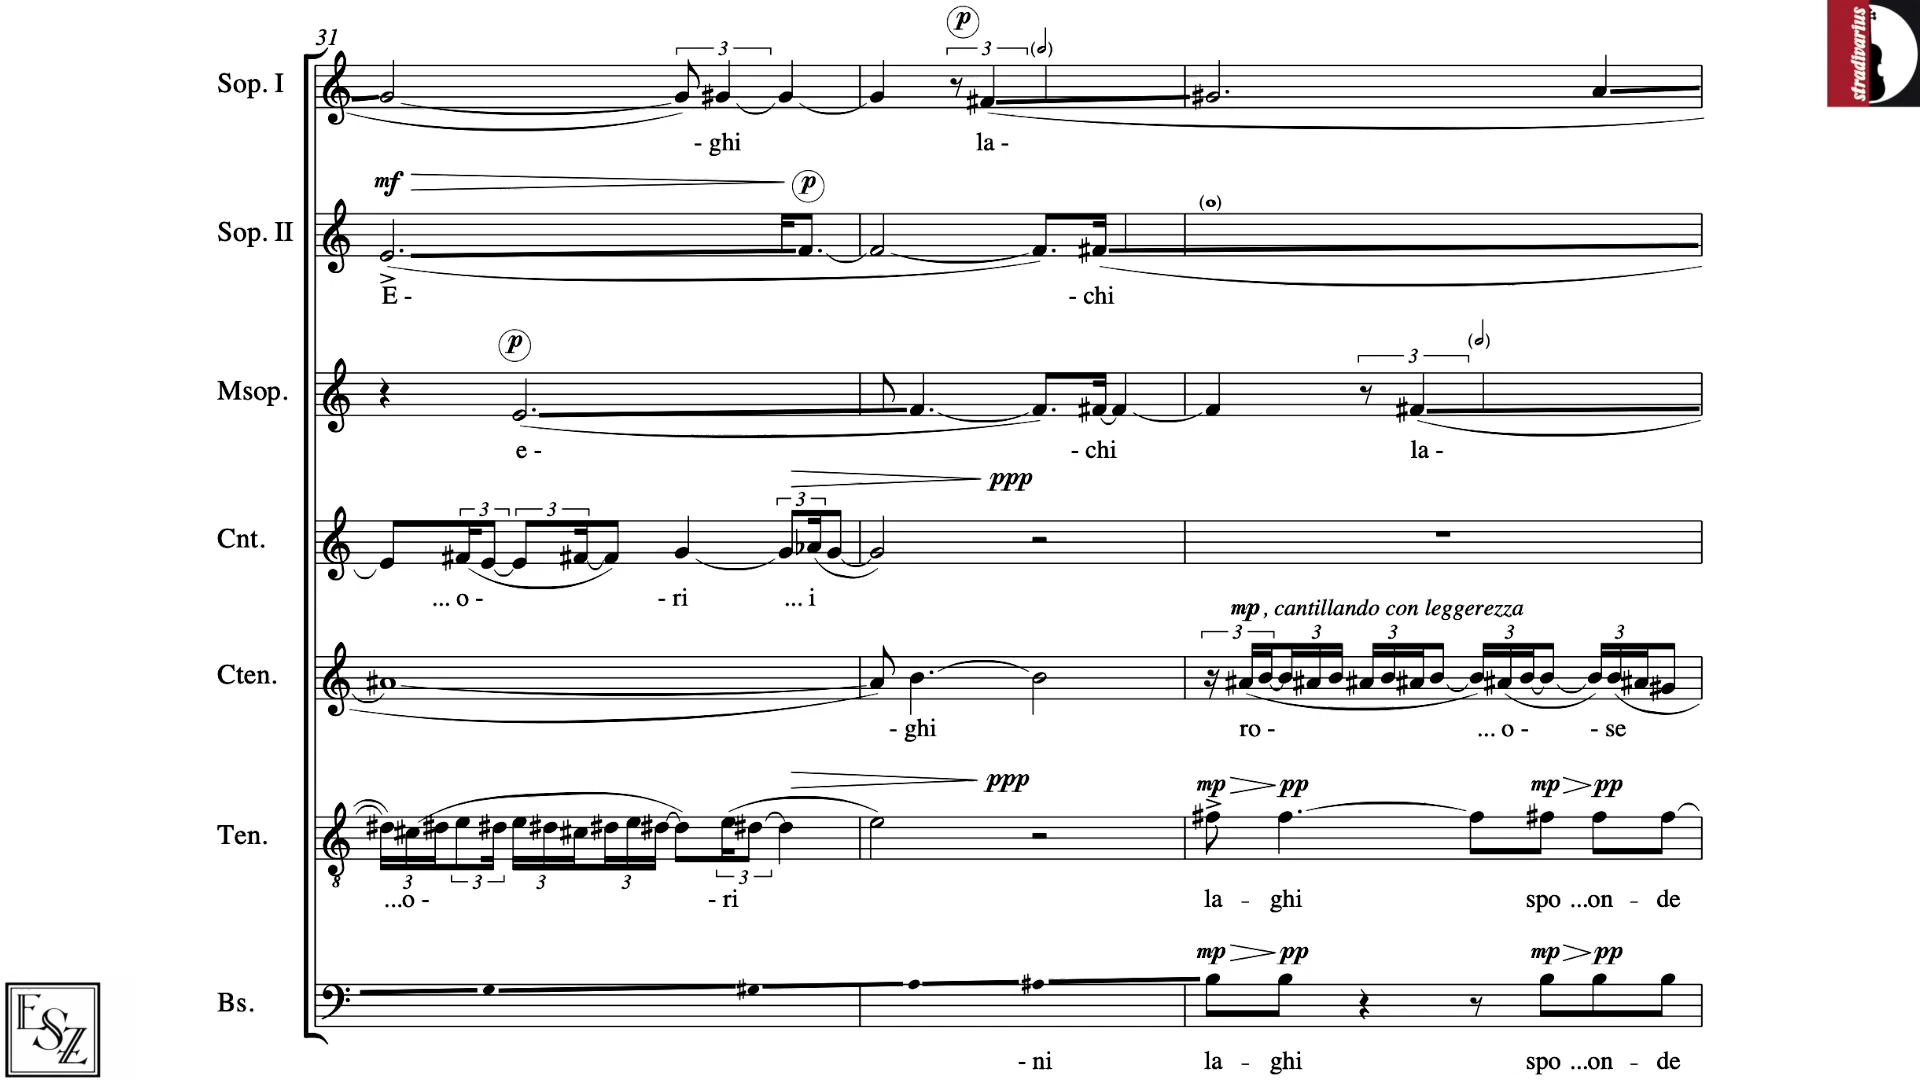 31
p
3
3
Sop. I
- ghi
la -
stradivarius
mf
p
Sop. II
E -
- chi
p
3
Msop.
e -
- chi
la -
ppp
3
3
3
Cnt.
... o -
- ri
... i
mp, cantillando con leggerezza
3
3
3
3
3
Cten.
- ghi
ro -
... o -
- se
ppp
mp
pp
mp
pp
Ten.
8
3
3
3
3
3
...o -
- ri
la - ghi
spo ...on - de
mp
pp
mp
pp
Bs.
- ni
la - ghi
spo ...on - de
ESZ